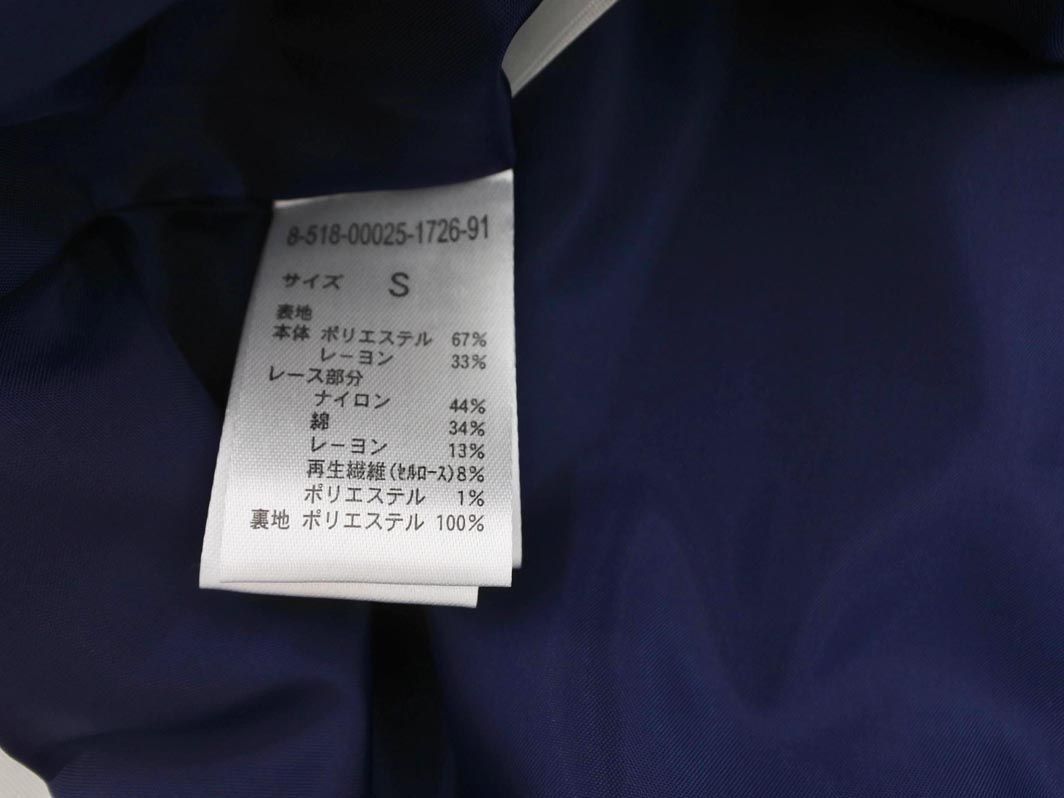 8-518-00025-1726-91
サイズ S
表地
本体 ポリエステル 67%
レーヨン 33%
レース部分
ナイロン 44%
綿 34%
レーヨン 13%
再生繊維(セルロース)8%
ポリエステル 1%
裏地 ポリエステル 100%